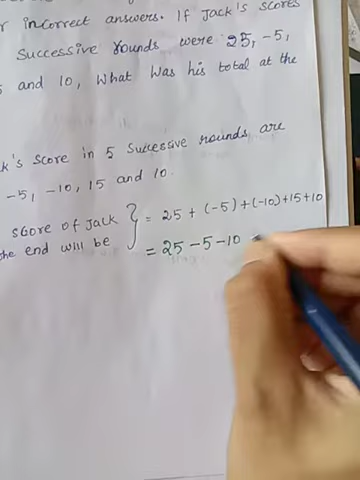 r incorrect answers. If Jack's scores
Successive rounds were 25, -5,
5 and 10, What Was his total at the
k's Score in 5 Successive rounds are
-5, -10, 15 and 10.
score of Jack } = 25 + (-5) + (-10) + 15 + 10
he end will be
= 25 - 5 - 10